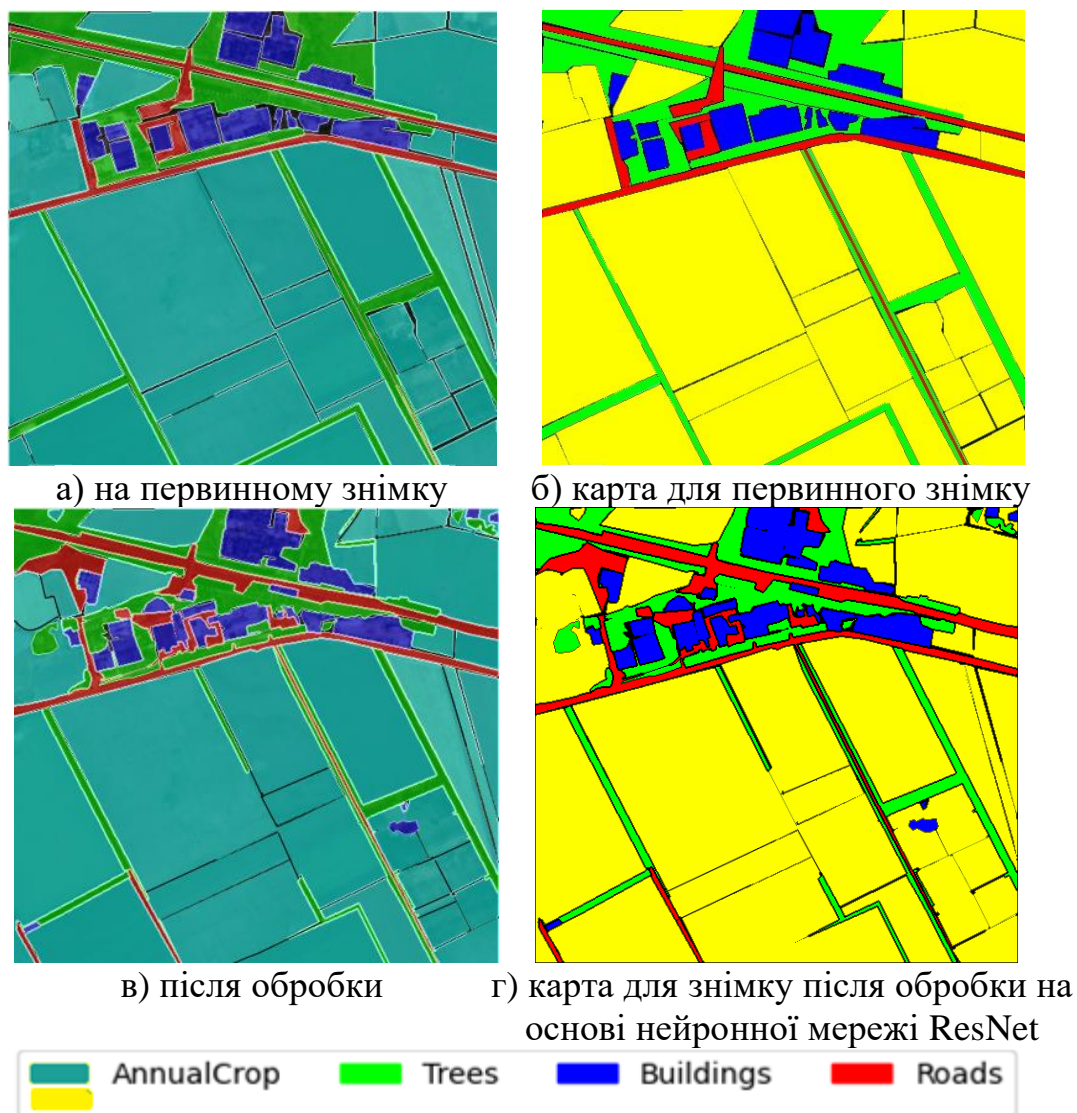 а) на первинному знімку
б) карта для первинного знімку
в) після обробки
г) карта для знімку після обробки на
основі нейронної мережі ResNet
AnnualCrop Trees Buildings Roads